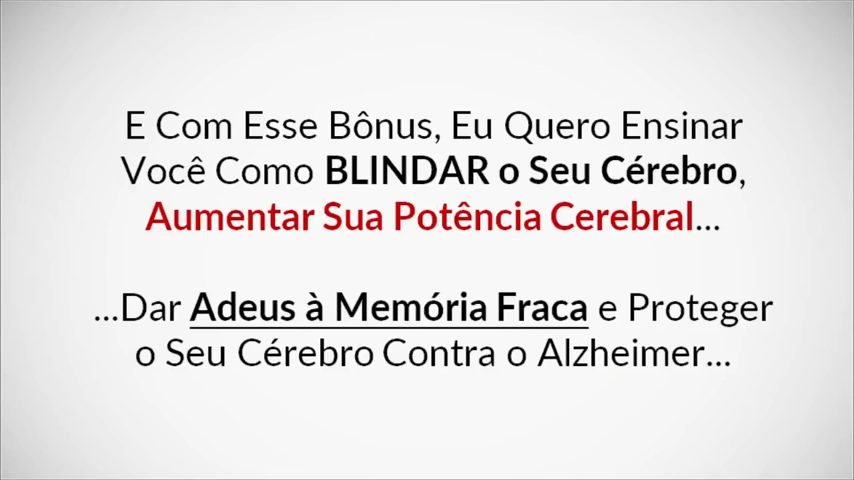 E Com Esse Bônus, Eu Quero Ensinar
Você Como BLINDAR o Seu Cérebro,
Aumentar Sua Potência Cerebral...
...Dar Adeus à Memória Fraca e Proteger
o Seu Cérebro Contra o Alzheimer...